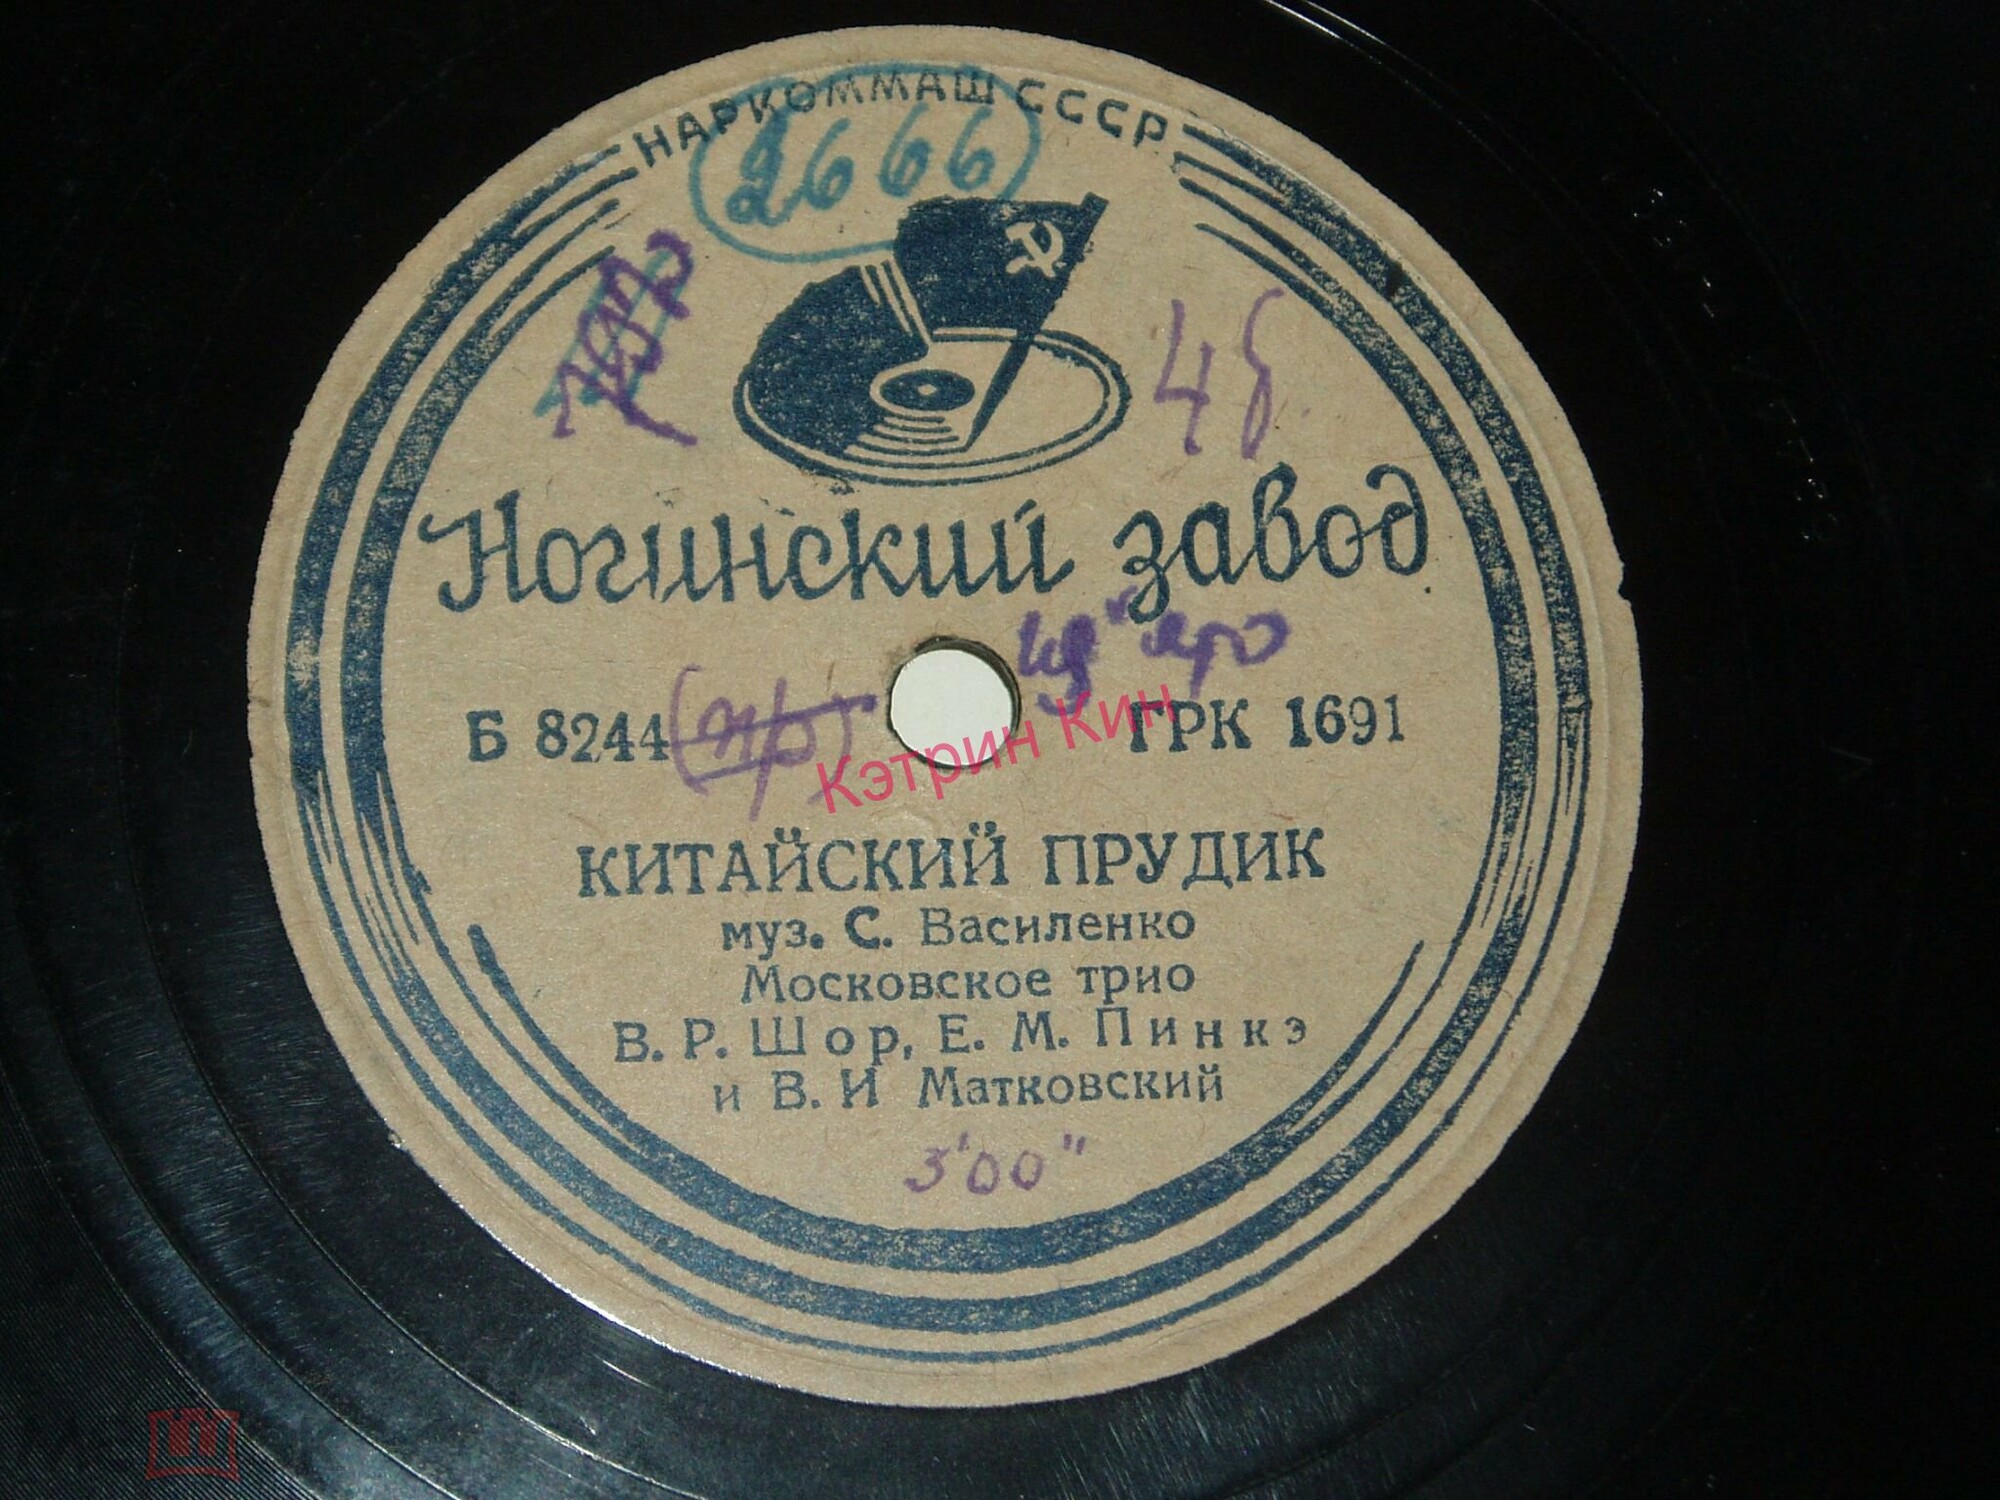 НАРКОММАШ СССР
2666
Ногинский завод
Б 8244
ГРК 1691
Кэтрин Кин
КИТАЙСКИЙ ПРУДИК
муз. С. Василенко
Московское трио
В. Р. Шор, Е. М. Пинкэ
и В. И Матковский
3'00"